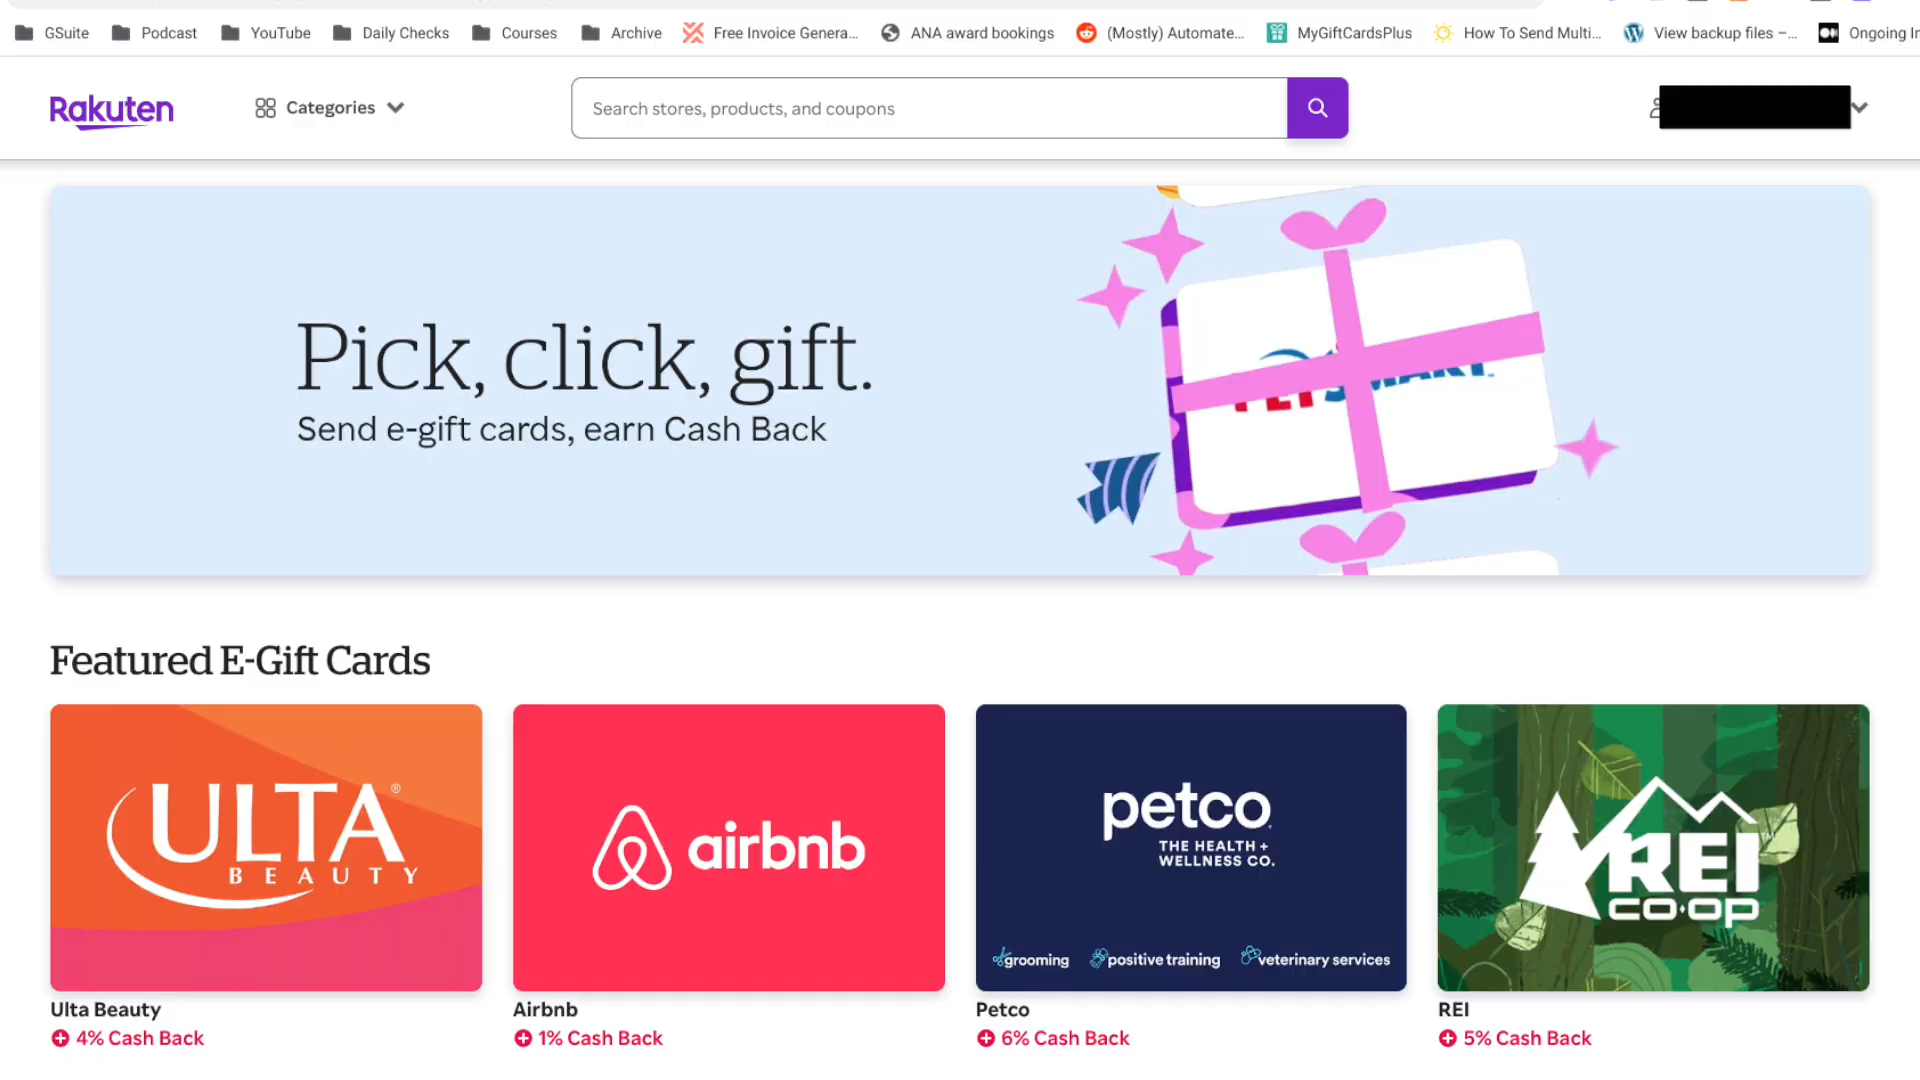 GSuite Podcast YouTube Daily Checks Courses Archive Free Invoice Genera... ANA award bookings (Mostly) Automate... MyGiftCardsPlus How To Send Multi... View backup files –... Ongoing In
Rakuten Categories Search stores, products, and coupons
Pick, click, gift.
Send e-gift cards, earn Cash Back
PETSMART
Featured E-Gift Cards
ULTA®
BEAUTY
airbnb
petco
THE HEALTH +
WELLNESS CO.
grooming positive training veterinary services
REI™
CO·OP
Ulta Beauty Airbnb Petco REI
4% Cash Back 1% Cash Back 6% Cash Back 5% Cash Back